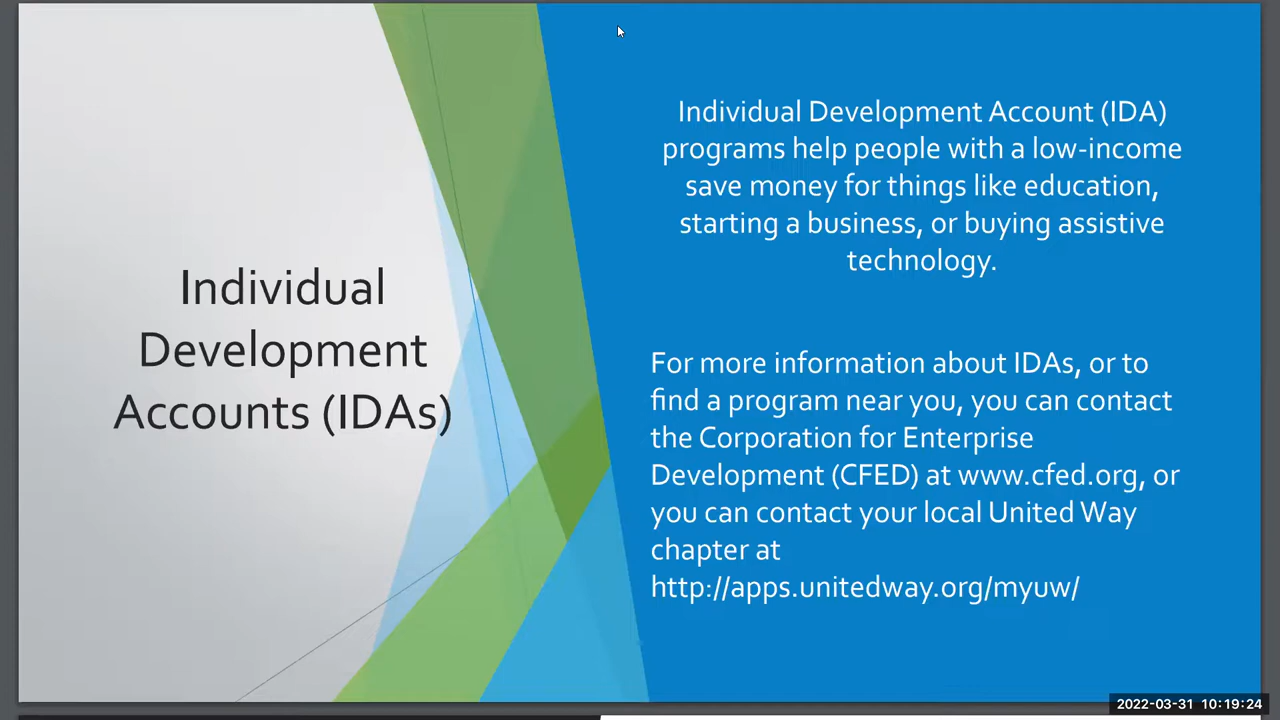 Individual
Development
Accounts (IDAs)
Individual Development Account (IDA)
programs help people with a low-income
save money for things like education,
starting a business, or buying assistive
technology.
For more information about IDAs, or to
find a program near you, you can contact
the Corporation for Enterprise
Development (CFED) at www.cfed.org, or
you can contact your local United Way
chapter at
http://apps.unitedway.org/myuw/
2022-03-31 10:19:24